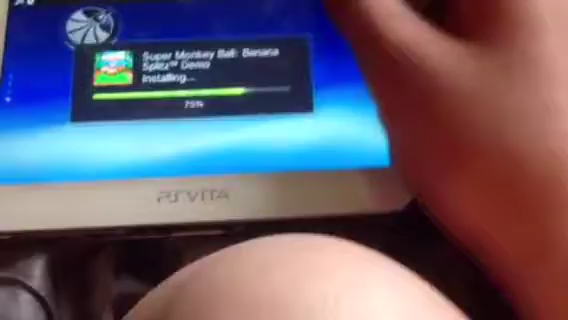 Super Monkey Ball: Banana
Splitz™ Demo
Installing...
75%
PSVITA